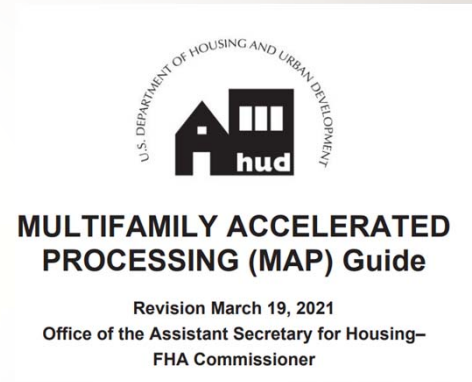 U.S. DEPARTMENT OF HOUSING AND URBAN DEVELOPMENT
hud
MULTIFAMILY ACCELERATED
PROCESSING (MAP) Guide
Revision March 19, 2021
Office of the Assistant Secretary for Housing–
FHA Commissioner